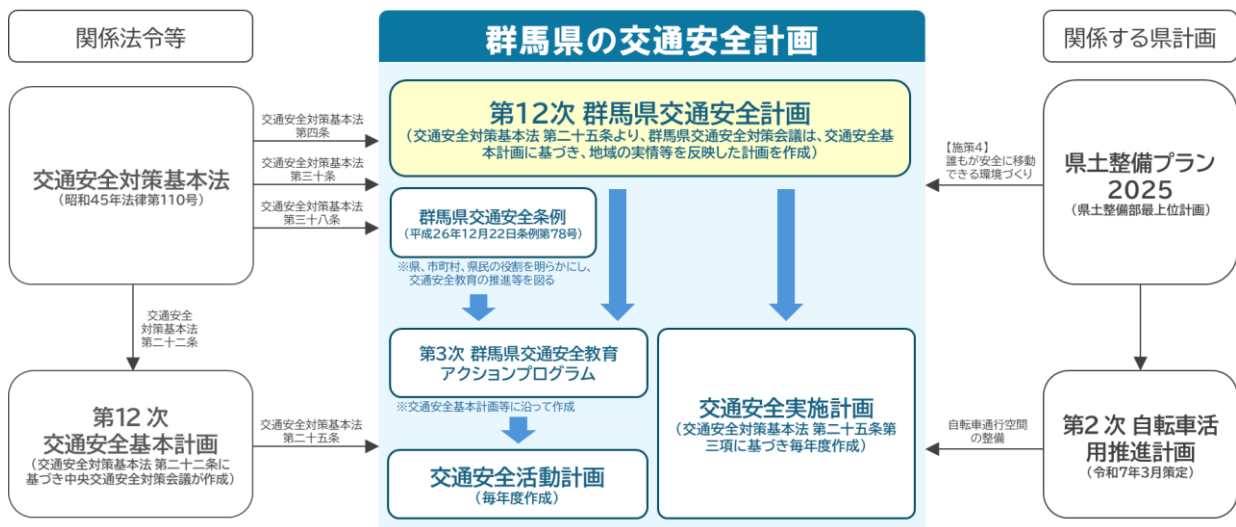 関係法令等
交通安全対策基本法
(昭和45年法律第110号)
交通安全対策基本法
第四条
交通安全対策基本法
第三十条
交通安全対策基本法
第三十八条
交通安全
対策基本法
第二十二条
第12 次
交通安全基本計画
(交通安全対策基本法 第二十二条に
基づき中央交通安全対策会議が作成)
交通安全対策基本法
第二十五条
群馬県の交通安全計画
第12次 群馬県交通安全計画
(交通安全対策基本法 第二十五条より、群馬県交通安全対策会議は、交通安全基
本計画に基づき、地域の実情等を反映した計画を作成)
群馬県交通安全条例
(平成26年12月22日条例第78号)
※県、市町村、県民の役割を明らかにし、
交通安全教育の推進等を図る
第3次 群馬県交通安全教育
アクションプログラム
※交通安全基本計画等に沿って作成
交通安全活動計画
(毎年度作成)
交通安全実施計画
(交通安全対策基本法 第二十五条第
三項に基づき毎年度作成)
関係する県計画
【施策4】
誰もが安全に移動
できる環境づくり
県土整備プラン
2025
(県土整備部最上位計画)
自転車通行空間
の整備
第2次 自転車活
用推進計画
(令和7年3月策定)